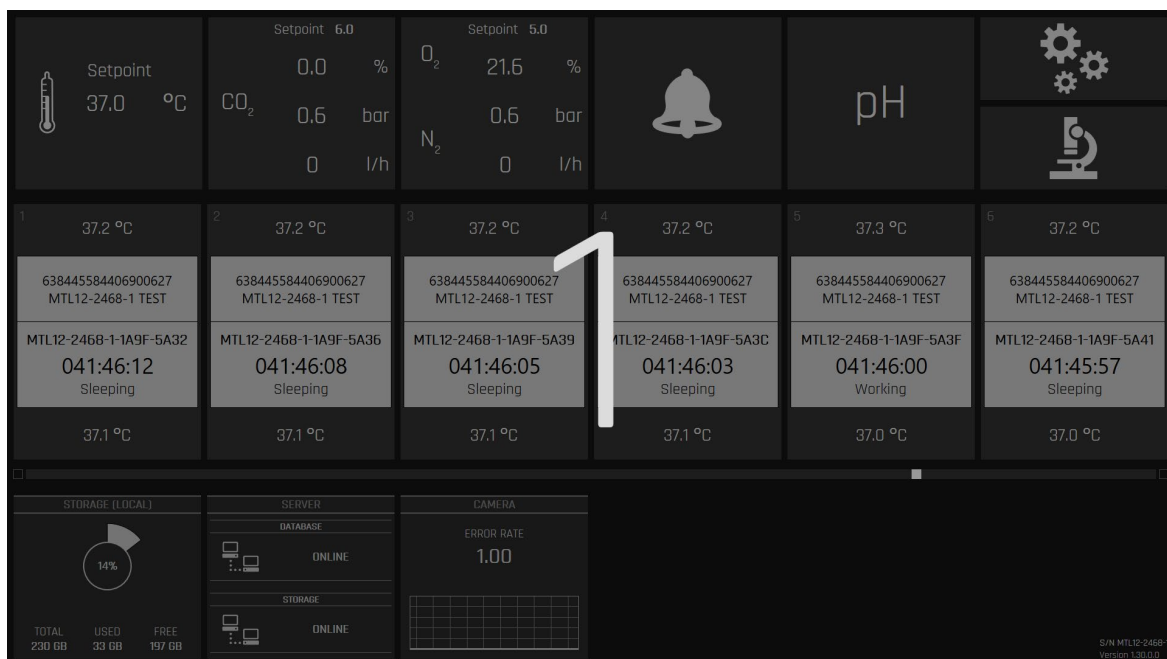 Setpoint
37.0 °C
Setpoint 6.0
CO2
0.0 %
0.6 bar
0 l/h
Setpoint 5.0
O2
21.6 %
0.6 bar
N2
0 l/h
pH
1
37.2 °C
638445584406900627
MTL12-2468-1 TEST
MTL12-2468-1-1A9F-5A32
041:46:12
Sleeping
37.1 °C
2
37.2 °C
638445584406900627
MTL12-2468-1 TEST
MTL12-2468-1-1A9F-5A36
041:46:08
Sleeping
37.1 °C
3
37.2 °C
638445584406900627
MTL12-2468-1 TEST
MTL12-2468-1-1A9F-5A39
041:46:05
Sleeping
37.1 °C
4
37.2 °C
638445584406900627
MTL12-2468-1 TEST
MTL12-2468-1-1A9F-5A3C
041:46:03
Sleeping
37.1 °C
5
37.3 °C
638445584406900627
MTL12-2468-1 TEST
MTL12-2468-1-1A9F-5A3F
041:46:00
Working
37.0 °C
6
37.2 °C
638445584406900627
MTL12-2468-1 TEST
MTL12-2468-1-1A9F-5A41
041:45:57
Sleeping
37.0 °C
1
STORAGE (LOCAL)
14%
TOTAL USED FREE
230 GB 33 GB 197 GB
SERVER
DATABASE
ONLINE
STORAGE
ONLINE
CAMERA
ERROR RATE
1.00
S/N MTL12-2468-
Version 1.30.0.0